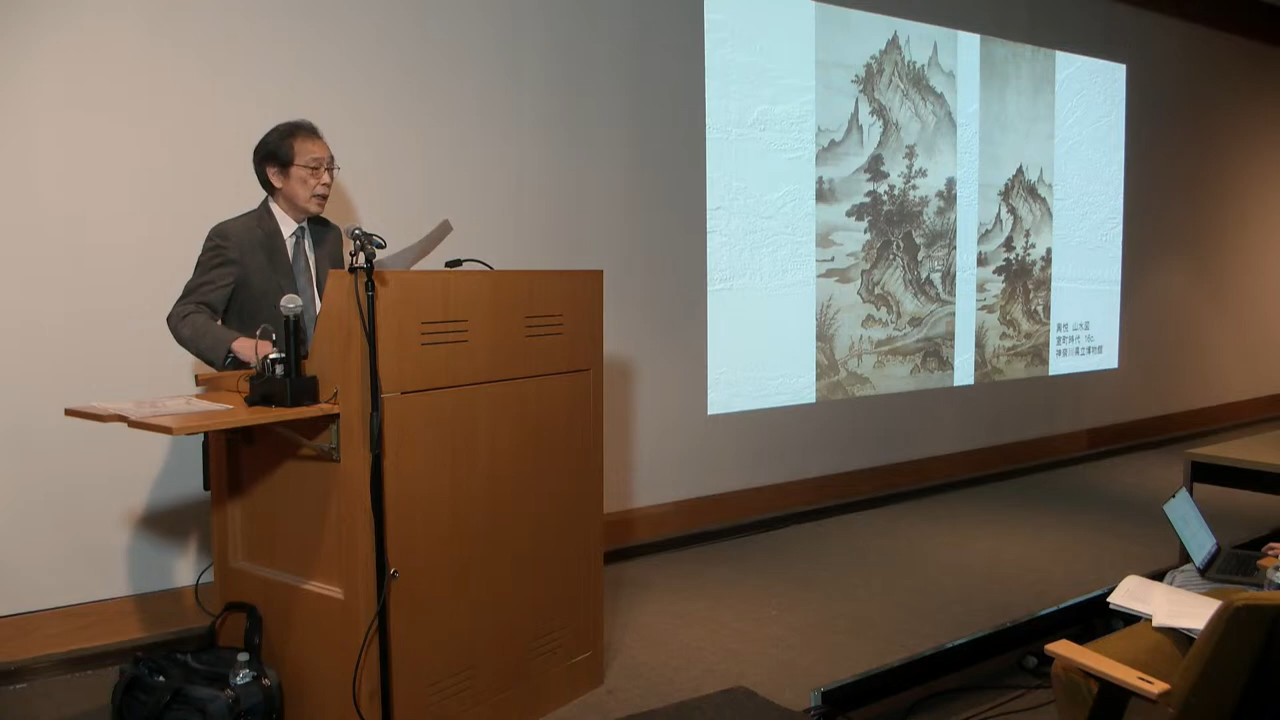 興悦 山水図
室町時代 16c.
神奈川県立博物館